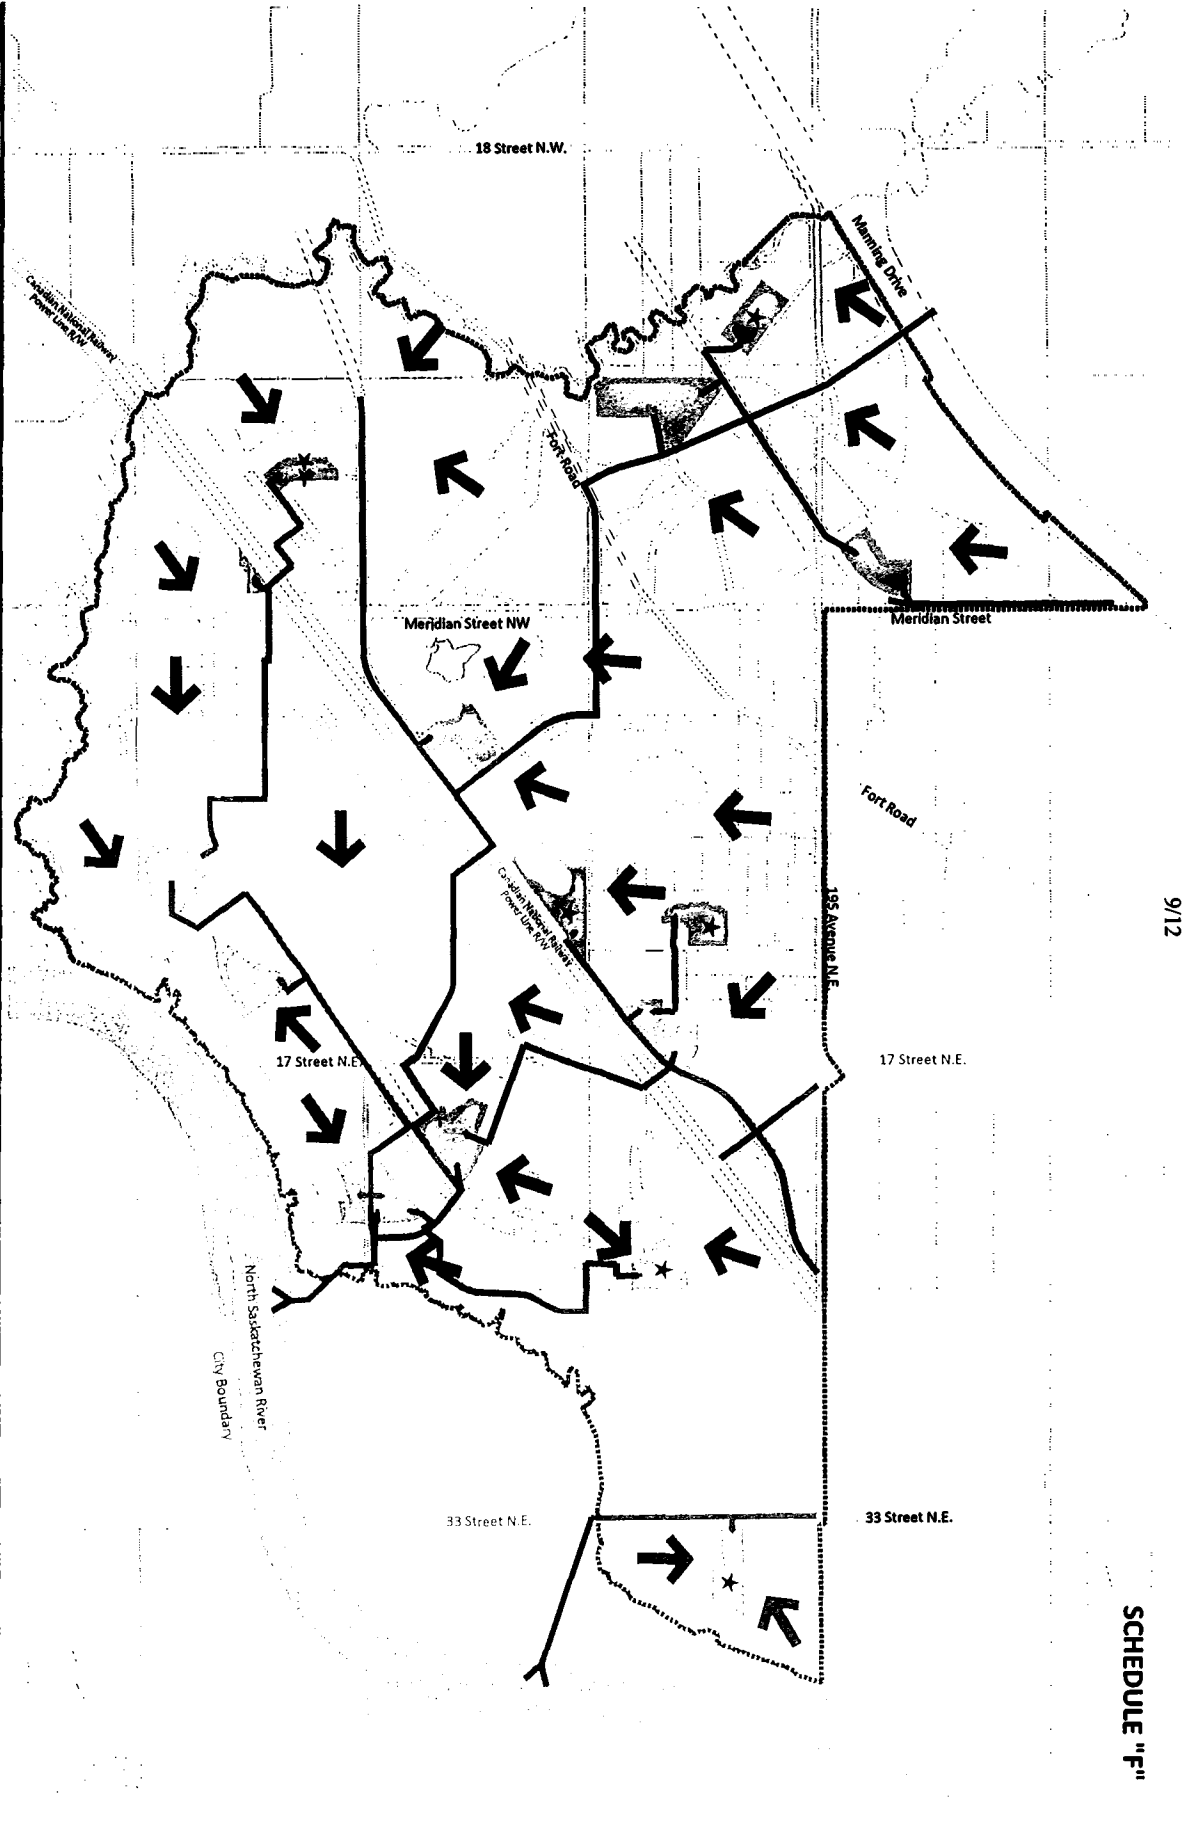 9/12
SCHEDULE "F"
18 Street N.W.
Manning Drive
Canadian National Railway
Power Line R/W
Fort Road
Meridian Street NW
Meridian Street
Fort Road
195 Avenue N.E.
Canadian National Railway
Power Line R/W
17 Street N.E.
17 Street N.E.
North Saskatchewan River
City Boundary
33 Street N.E.
33 Street N.E.